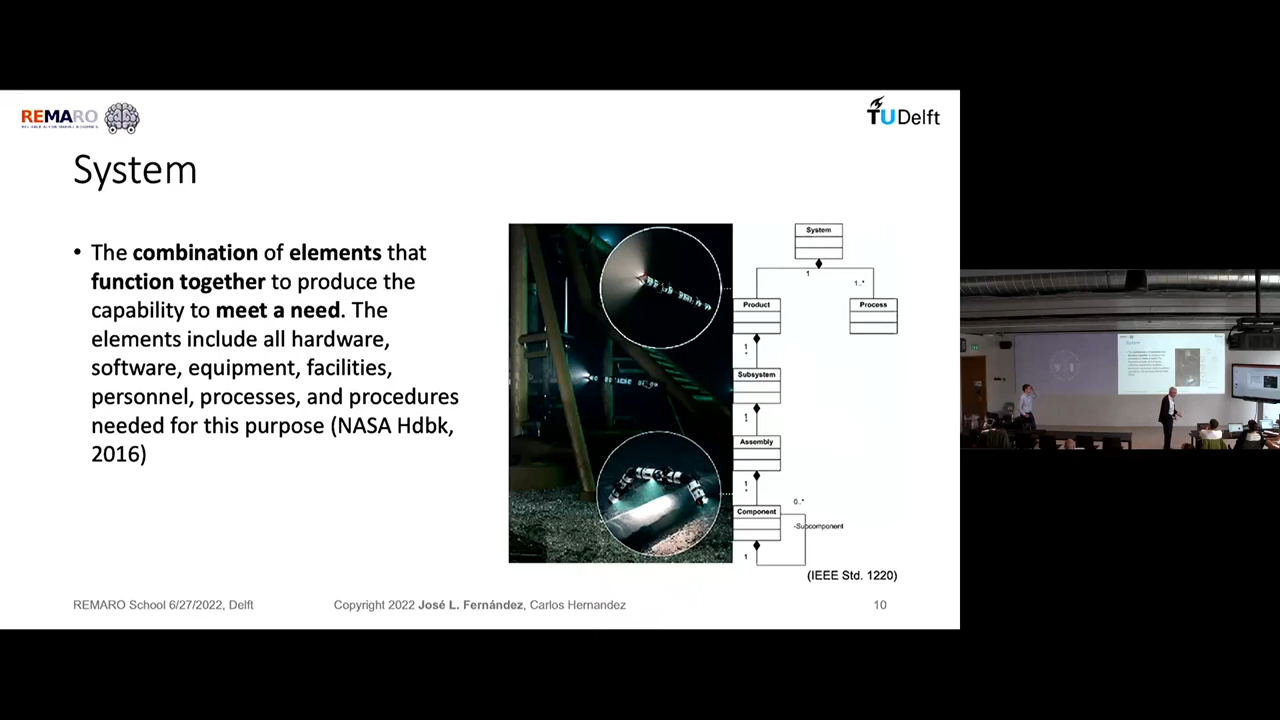 REMARO
TUDelft
System
• The combination of elements that
function together to produce the
capability to meet a need. The
elements include all hardware,
software, equipment, facilities,
personnel, processes, and procedures
needed for this purpose (NASA Hdbk,
2016)
System
1
1..*
Product
Process
1
*
Subsystem
1
*
Assembly
1
*
Component
0..*
-Subcomponent
1
(IEEE Std. 1220)
REMARO School 6/27/2022, Delft
Copyright 2022 José L. Fernández, Carlos Hernandez
10